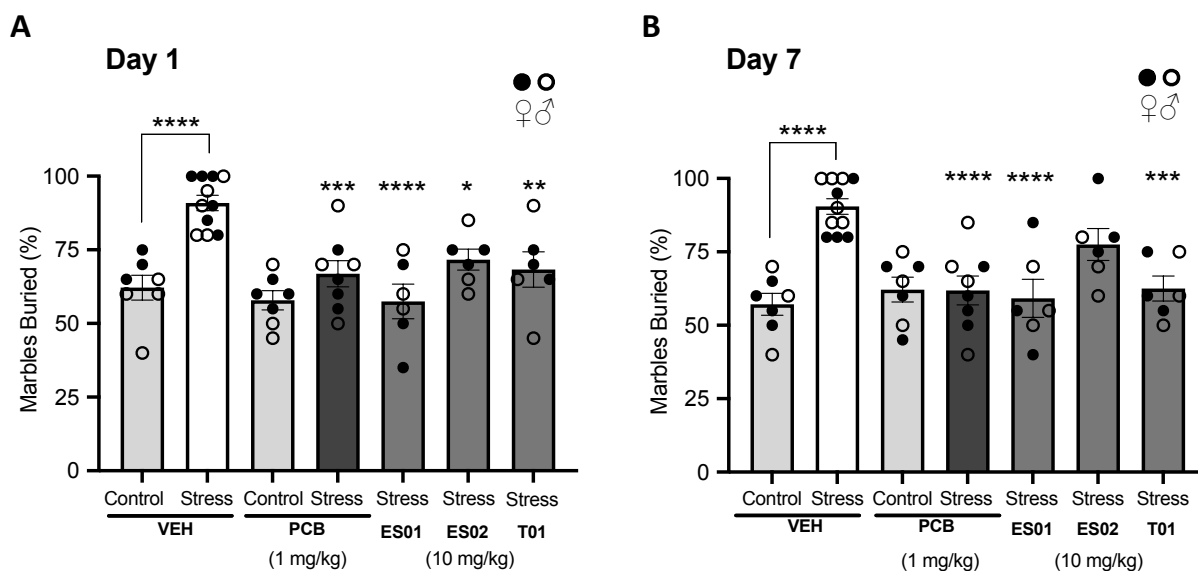 A
Day 1
♀♂
****
*** **** * **
Marbles Buried (%)
100
75
50
25
0
Control Stress Control Stress Stress Stress Stress
VEH PCB ES01 ES02 T01
(1 mg/kg) (10 mg/kg)
B
Day 7
♀♂
****
**** **** ***
Marbles Buried (%)
100
75
50
25
0
Control Stress Control Stress Stress Stress Stress
VEH PCB ES01 ES02 T01
(1 mg/kg) (10 mg/kg)